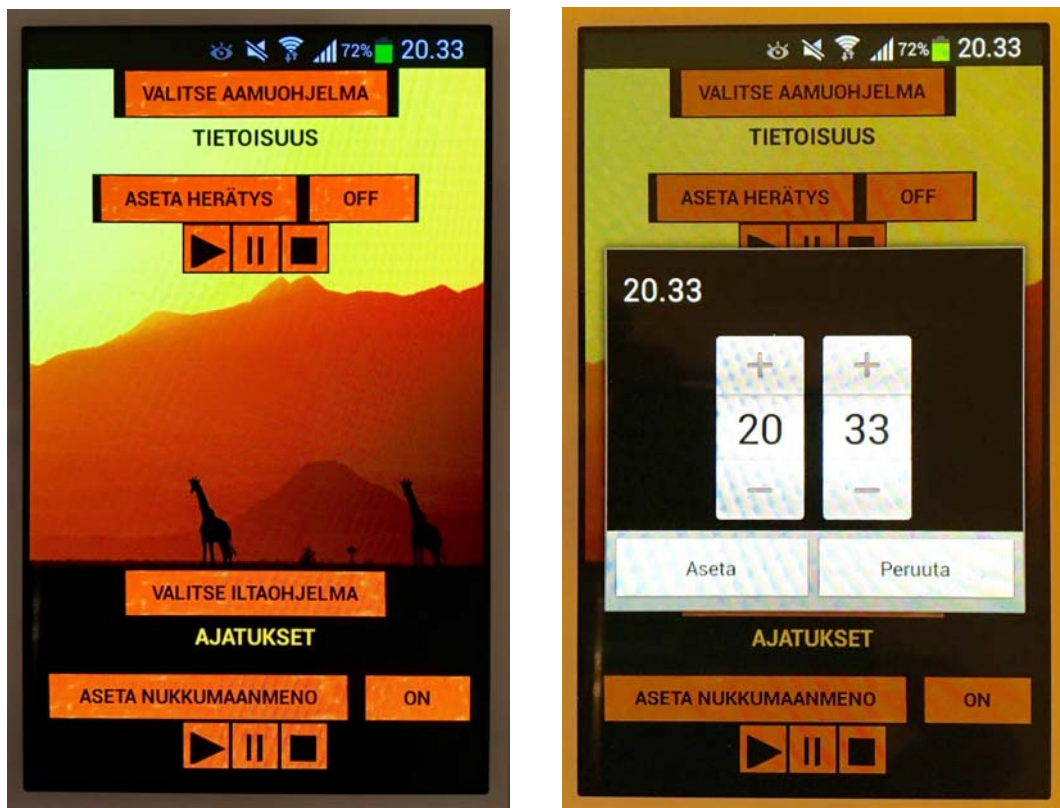 72% 20.33
VALITSE AAMUOHJELMA
TIETOISUUS
ASETA HERÄTYS OFF
VALITSE ILTAOHJELMA
AJATUKSET
ASETA NUKKUMAANMENO ON
72% 20.33
VALITSE AAMUOHJELMA
TIETOISUUS
ASETA HERÄTYS OFF
20.33
+ +
20 33
− −
Aseta Peruuta
AJATUKSET
ASETA NUKKUMAANMENO ON